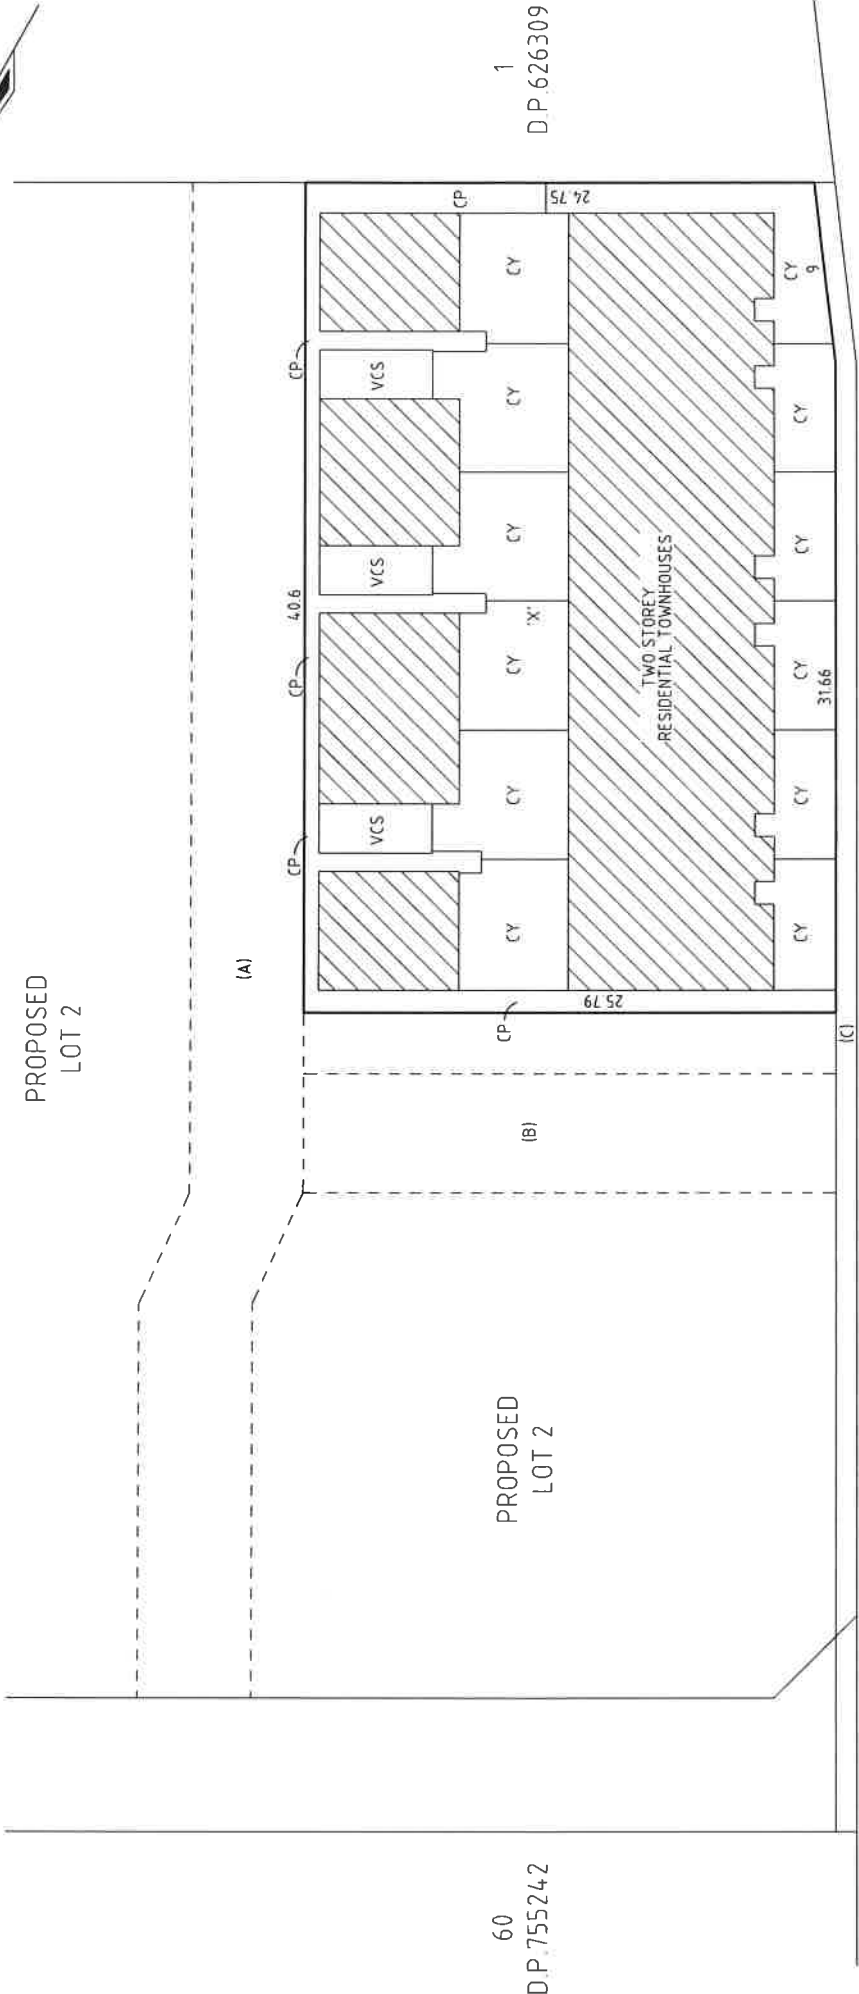 1
D.P.626309
CP
24.75
CP
CY
CY
9
VCS
CY
CY
CY
CY
VCS
40.6
'X'
CY
CY
31.66
CP
TWO STOREY
RESIDENTIAL TOWNHOUSES
CY
CY
VCS
CP
CY
CY
25.79
CP
(A)
(B)
(C)
PROPOSED
LOT 2
PROPOSED
LOT 2
60
D.P.755242